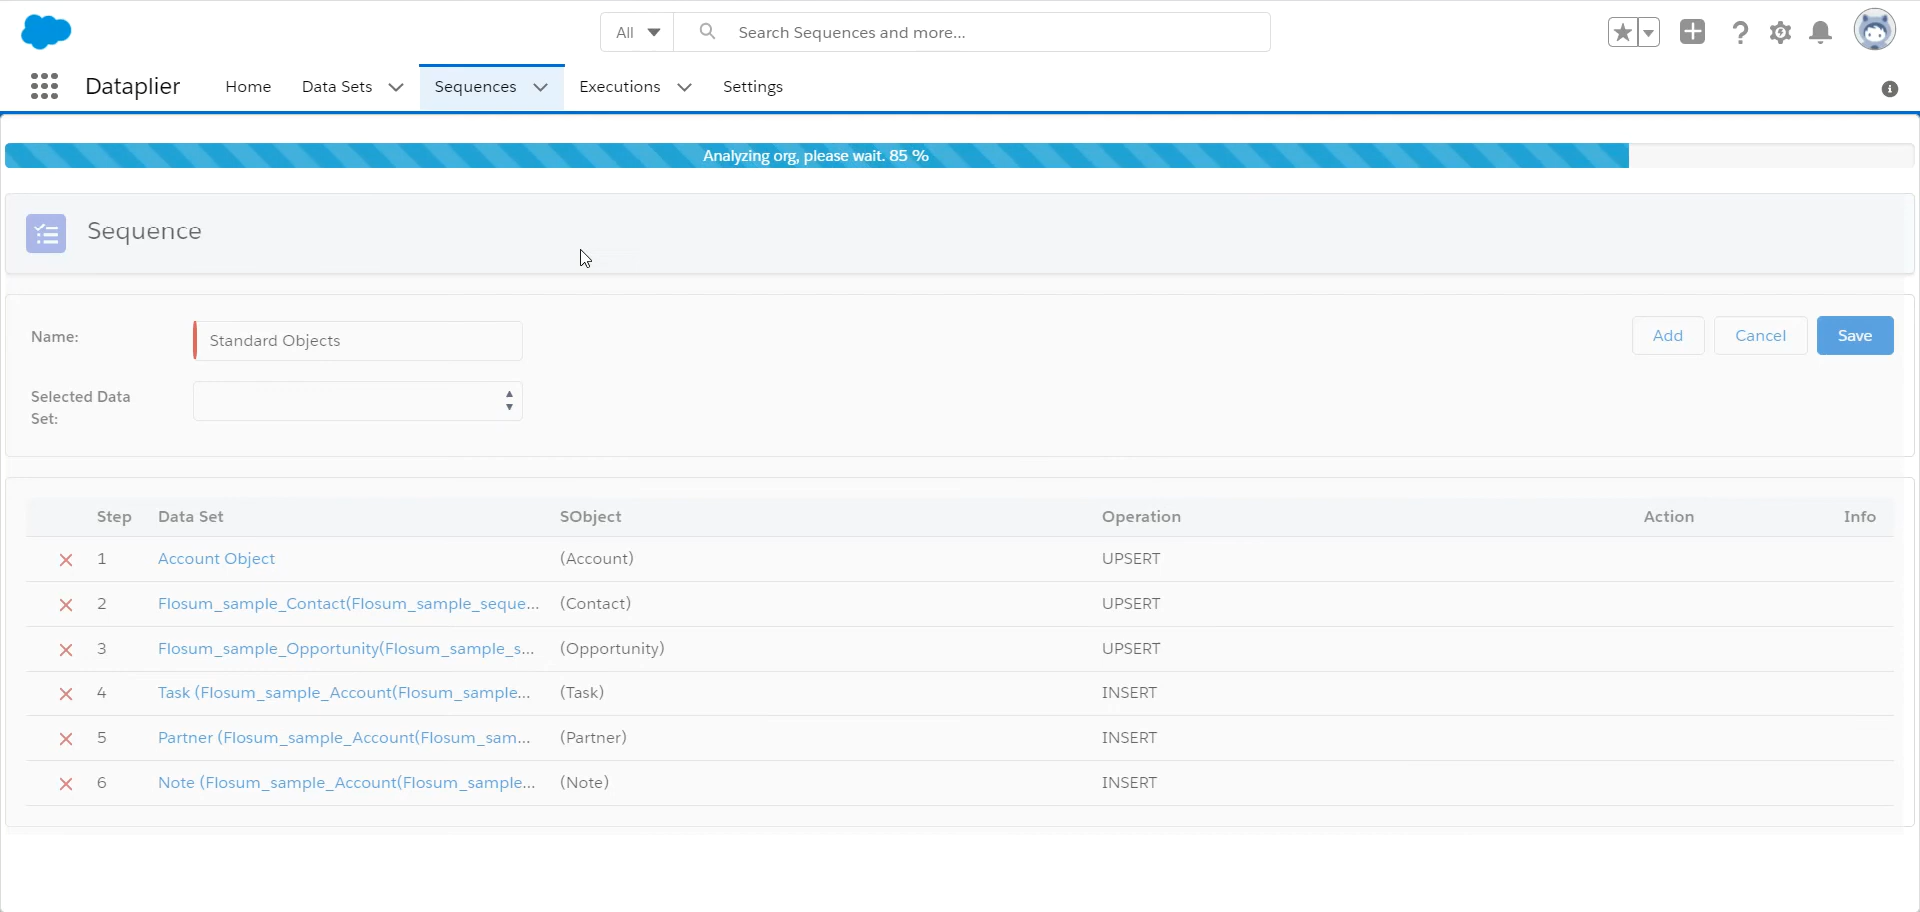 All
Search Sequences and more...
Dataplier
Home
Data Sets
Sequences
Executions
Settings
Analyzing org, please wait. 85 %
Sequence
Name:
Standard Objects
Add
Cancel
Save
Selected Data
Set:
Step Data Set SObject Operation Action Info
1 Account Object (Account) UPSERT
2 Flosum_sample_Contact(Flosum_sample_seque... (Contact) UPSERT
3 Flosum_sample_Opportunity(Flosum_sample_s... (Opportunity) UPSERT
4 Task (Flosum_sample_Account(Flosum_sample... (Task) INSERT
5 Partner (Flosum_sample_Account(Flosum_sam... (Partner) INSERT
6 Note (Flosum_sample_Account(Flosum_sample... (Note) INSERT